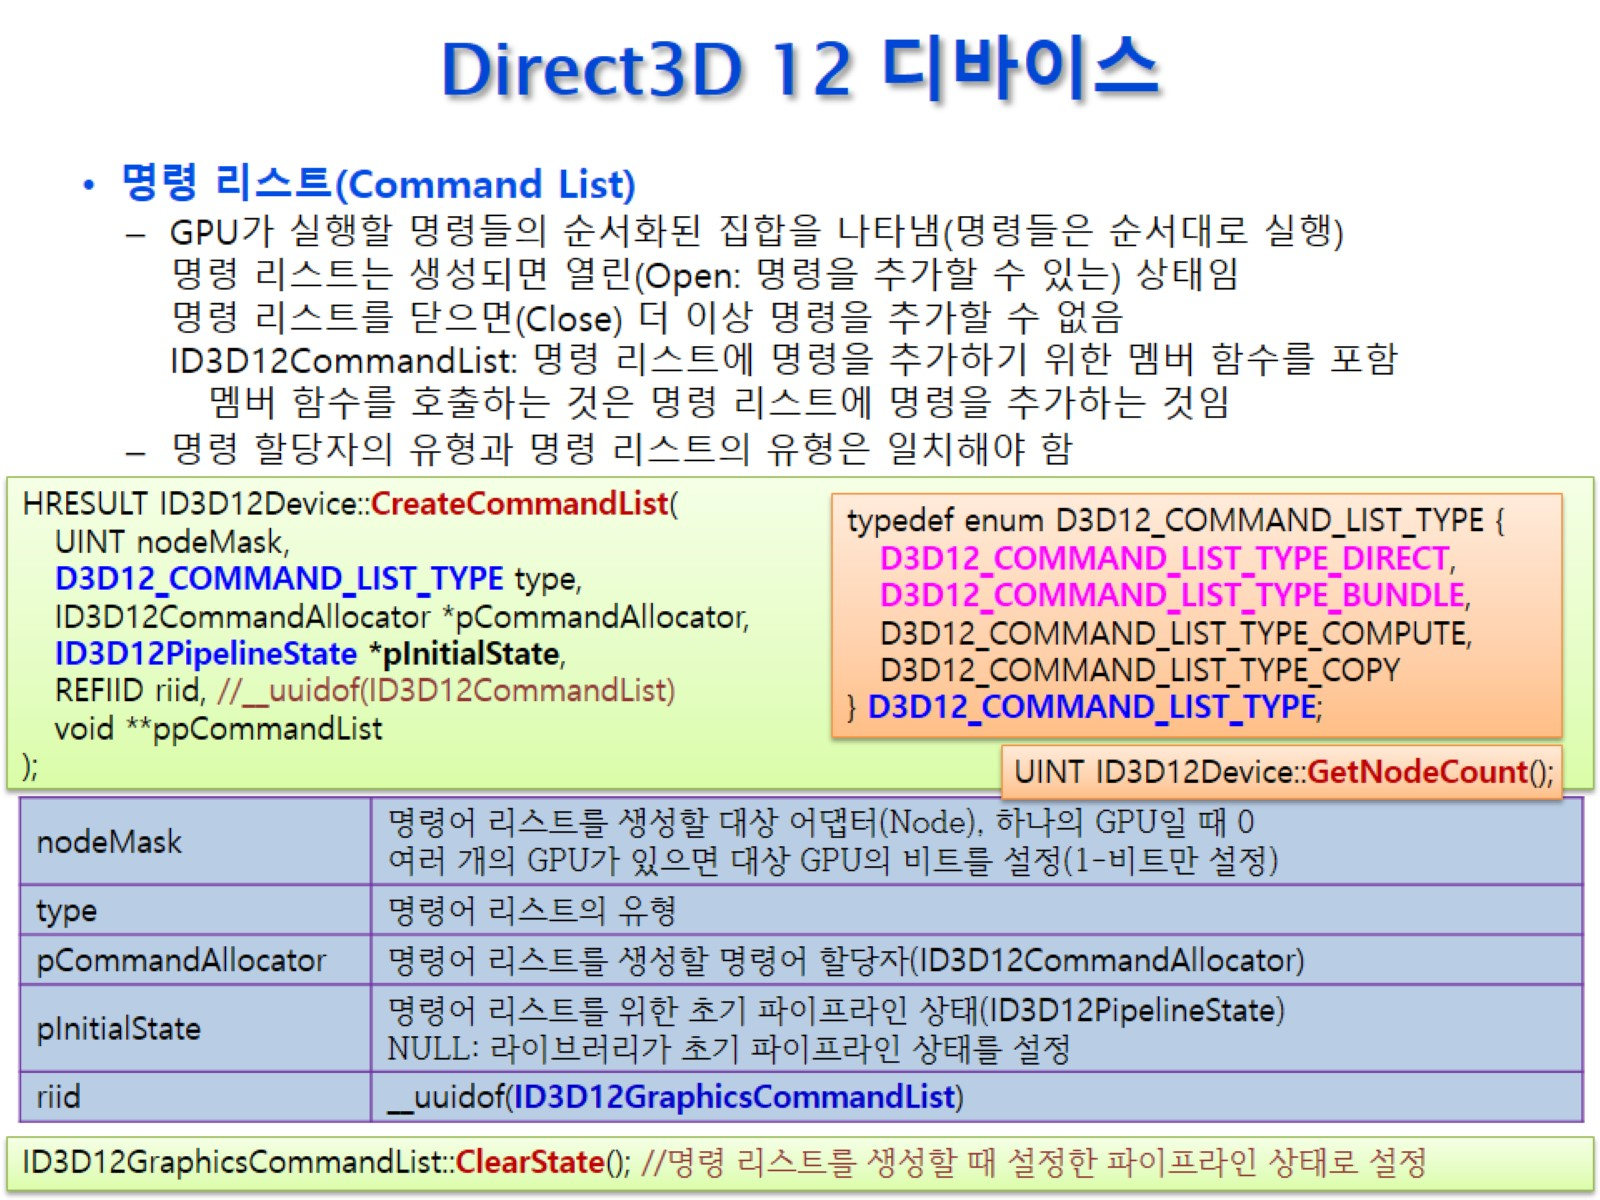 Direct3D 12 디바이스
• 명령 리스트(Command List)
– GPU가 실행할 명령들의 순서화된 집합을 나타냄(명령들은 순서대로 실행)
명령 리스트는 생성되면 열린(Open: 명령을 추가할 수 있는) 상태임
명령 리스트를 닫으면(Close) 더 이상 명령을 추가할 수 없음
ID3D12CommandList: 명령 리스트에 명령을 추가하기 위한 멤버 함수를 포함
멤버 함수를 호출하는 것은 명령 리스트에 명령을 추가하는 것임
– 명령 할당자의 유형과 명령 리스트의 유형은 일치해야 함
HRESULT ID3D12Device::CreateCommandList(
UINT nodeMask,
D3D12_COMMAND_LIST_TYPE type,
ID3D12CommandAllocator *pCommandAllocator,
ID3D12PipelineState *pInitialState,
REFIID riid, //__uuidof(ID3D12CommandList)
void **ppCommandList
);
typedef enum D3D12_COMMAND_LIST_TYPE {
D3D12_COMMAND_LIST_TYPE_DIRECT,
D3D12_COMMAND_LIST_TYPE_BUNDLE,
D3D12_COMMAND_LIST_TYPE_COMPUTE,
D3D12_COMMAND_LIST_TYPE_COPY
} D3D12_COMMAND_LIST_TYPE;
UINT ID3D12Device::GetNodeCount();
nodeMask
명령어 리스트를 생성할 대상 어댑터(Node), 하나의 GPU일 때 0
여러 개의 GPU가 있으면 대상 GPU의 비트를 설정(1-비트만 설정)
type
명령어 리스트의 유형
pCommandAllocator
명령어 리스트를 생성할 명령어 할당자(ID3D12CommandAllocator)
pInitialState
명령어 리스트를 위한 초기 파이프라인 상태(ID3D12PipelineState)
NULL: 라이브러리가 초기 파이프라인 상태를 설정
riid
__uuidof(ID3D12GraphicsCommandList)
ID3D12GraphicsCommandList::ClearState(); //명령 리스트를 생성할 때 설정한 파이프라인 상태로 설정